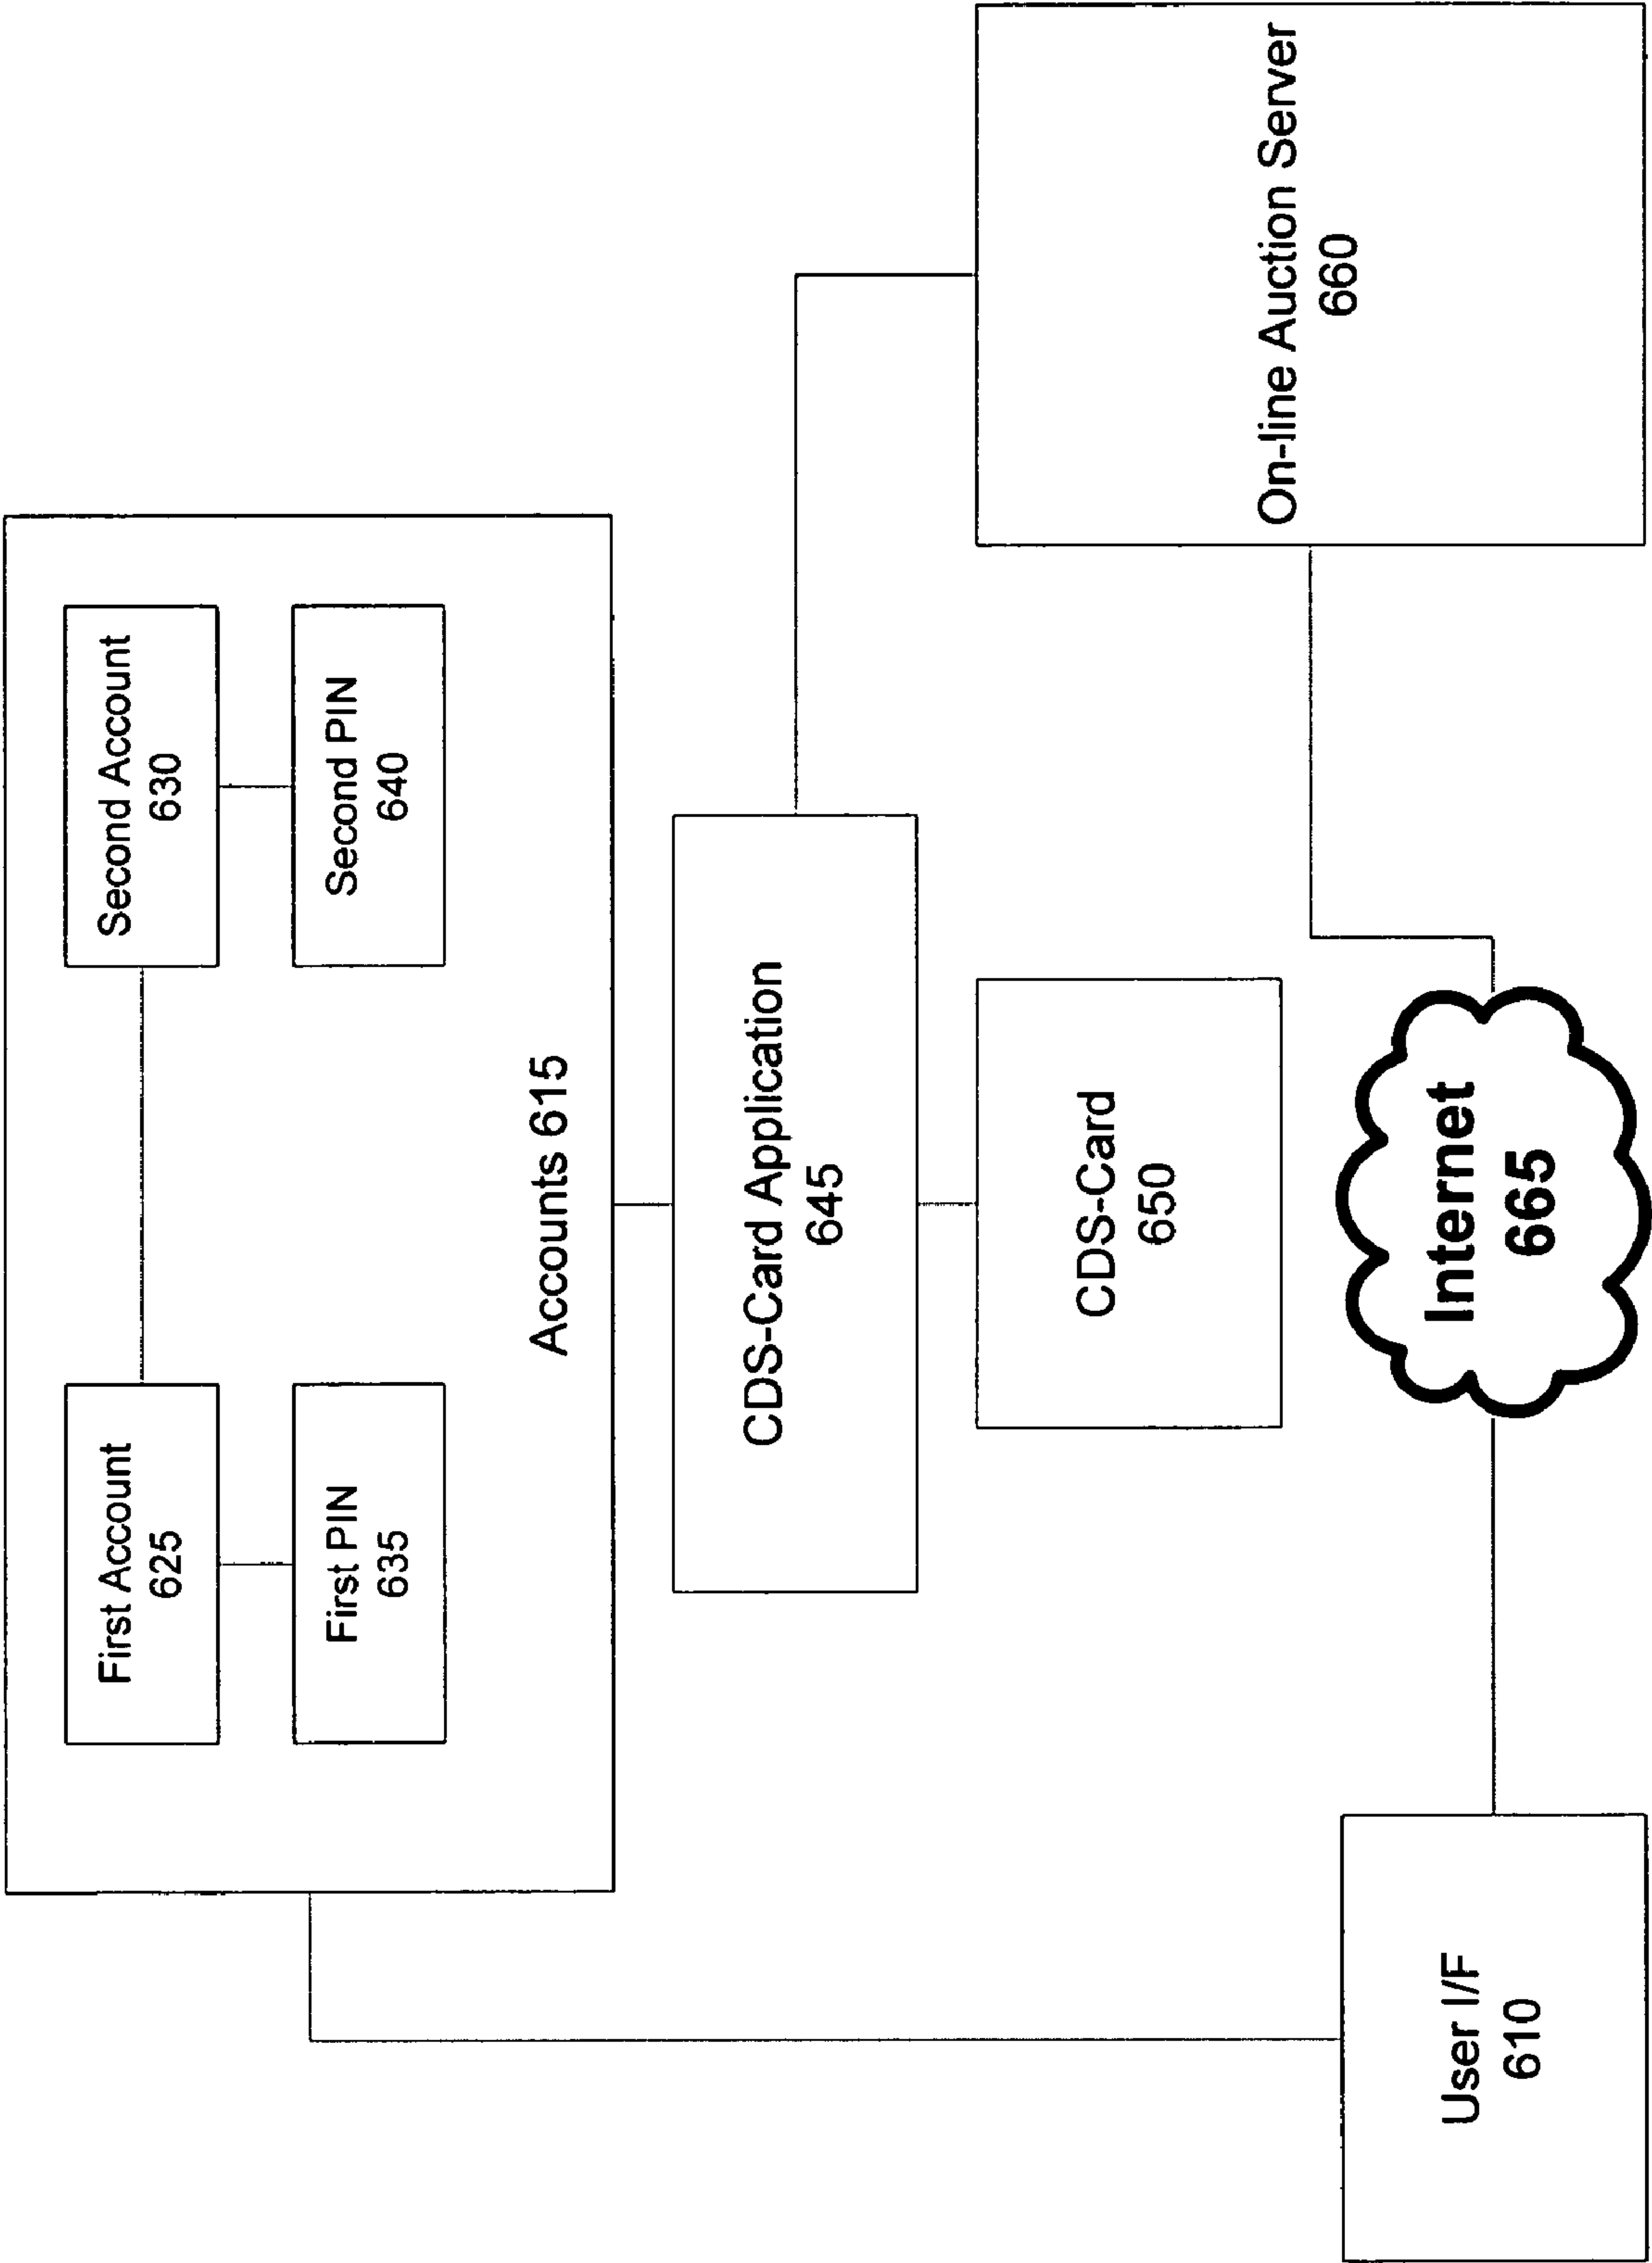 First Account
625
Second Account
630
First PIN
635
Second PIN
640
Accounts 615
CDS-Card Application
645
CDS-Card
650
On-line Auction Server
660
User I/F
610
Internet
665